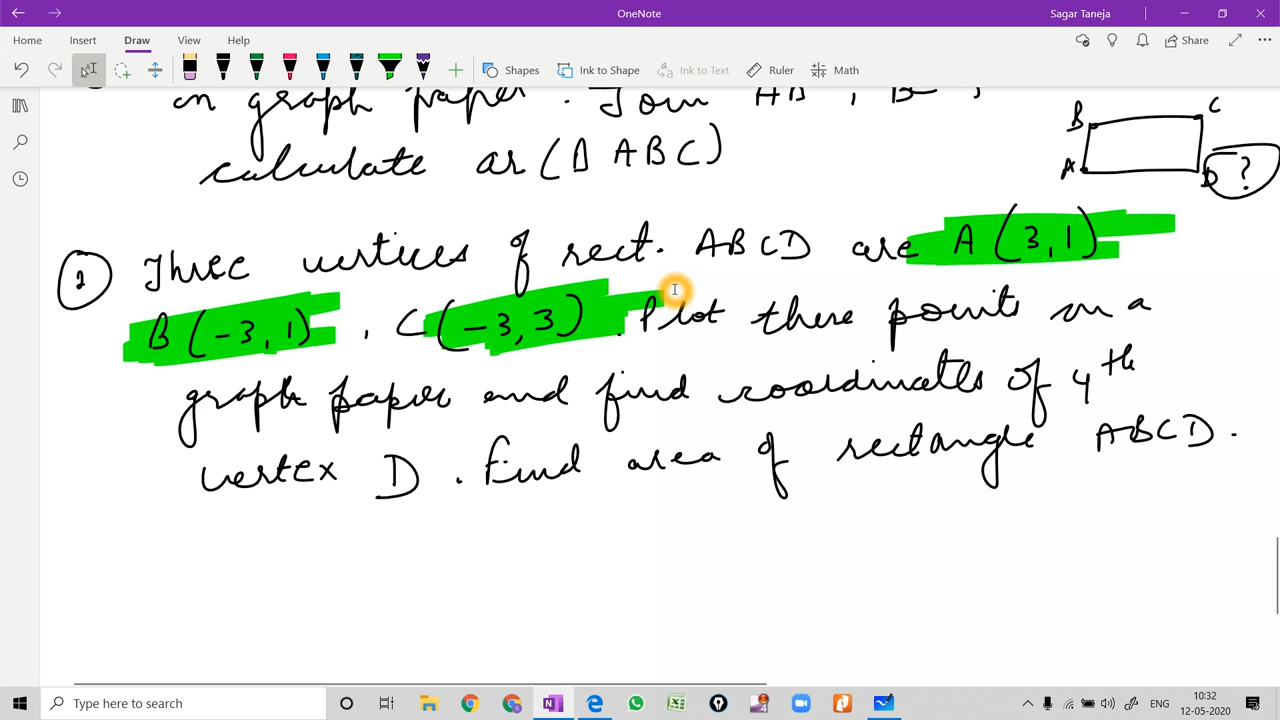 OneNote
Sagar Taneja
Home Insert Draw View Help
Share
Shapes Ink to Shape Ink to Text Ruler Math
on graph paper. Join AB,
calculate ar (Δ ABC)
B C
A D ?
2 Three vertices of rect. ABCD are A (3,1)
B (-3,1), C (-3,3). Plot these points on a
graph paper and find coordinates of 4th
vertex D. Find area of rectangle ABCD.
Type here to search
ENG
10:32
12-05-2020